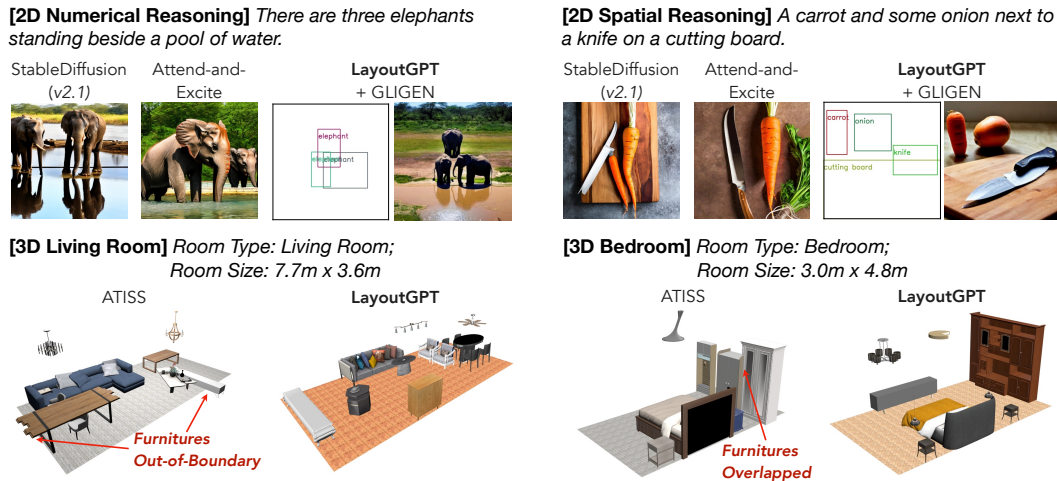 [2D Numerical Reasoning] There are three elephants
standing beside a pool of water.
StableDiffusion
(v2.1)
Attend-and-
Excite
LayoutGPT
+ GLIGEN
elephant
elephant
[2D Spatial Reasoning] A carrot and some onion next to
a knife on a cutting board.
StableDiffusion
(v2.1)
Attend-and-
Excite
LayoutGPT
+ GLIGEN
carrot
onion
knife
cutting board
[3D Living Room] Room Type: Living Room;
Room Size: 7.7m x 3.6m
ATISS
LayoutGPT
Furnitures
Out-of-Boundary
[3D Bedroom] Room Type: Bedroom;
Room Size: 3.0m x 4.8m
ATISS
LayoutGPT
Furnitures
Overlapped